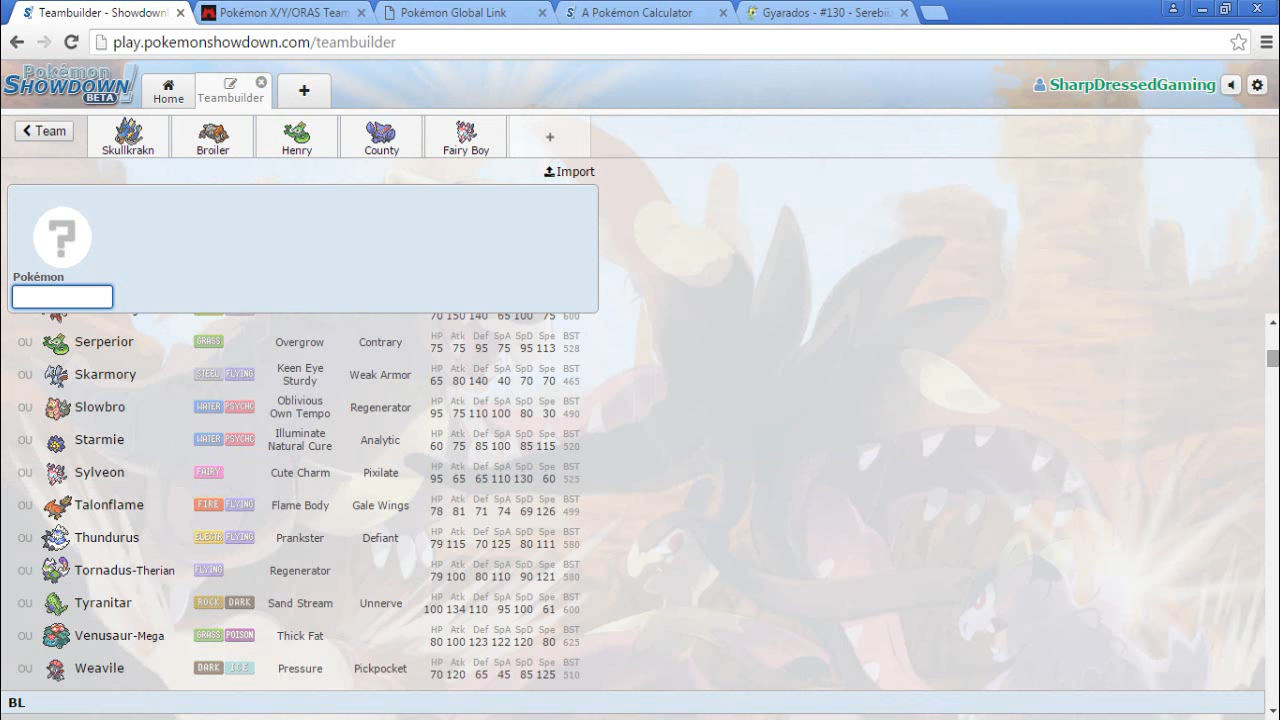 Teambuilder - Showdown!
Pokémon X/Y/ORAS Team
Pokémon Global Link
A Pokémon Calculator
Gyarados - #130 - Serebii.
play.pokemonshowdown.com/teambuilder
Pokémon
SHOWDOWN!
BETA
Home
Teambuilder
+
SharpDressedGaming
Team
Skullkrakn
Broiler
Henry
County
Fairy Boy
+
Import
?
Pokémon
70 150 140 65 100 75 600
OU Serperior GRASS Overgrow Contrary HP 75 Atk 75 Def 95 SpA 75 SpD 95 Spe 113 BST 528
OU Skarmory STEEL FLYING Keen Eye Sturdy Weak Armor HP 65 Atk 80 Def 140 SpA 40 SpD 70 Spe 70 BST 465
OU Slowbro WATER PSYCHC Oblivious Own Tempo Regenerator HP 95 Atk 75 Def 110 SpA 100 SpD 80 Spe 30 BST 490
OU Starmie WATER PSYCHC Illuminate Natural Cure Analytic HP 60 Atk 75 Def 85 SpA 100 SpD 85 Spe 115 BST 520
OU Sylveon FAIRY Cute Charm Pixilate HP 95 Atk 65 Def 65 SpA 110 SpD 130 Spe 60 BST 525
OU Talonflame FIRE FLYING Flame Body Gale Wings HP 78 Atk 81 Def 71 SpA 74 SpD 69 Spe 126 BST 499
OU Thundurus ELECTR FLYING Prankster Defiant HP 79 Atk 115 Def 70 SpA 125 SpD 80 Spe 111 BST 580
OU Tornadus-Therian FLYING Regenerator HP 79 Atk 100 Def 80 SpA 110 SpD 90 Spe 121 BST 580
OU Tyranitar ROCK DARK Sand Stream Unnerve HP 100 Atk 134 Def 110 SpA 95 SpD 100 Spe 61 BST 600
OU Venusaur-Mega GRASS POISON Thick Fat HP 80 Atk 100 Def 123 SpA 122 SpD 120 Spe 80 BST 625
OU Weavile DARK ICE Pressure Pickpocket HP 70 Atk 120 Def 65 SpA 45 SpD 85 Spe 125 BST 510
BL